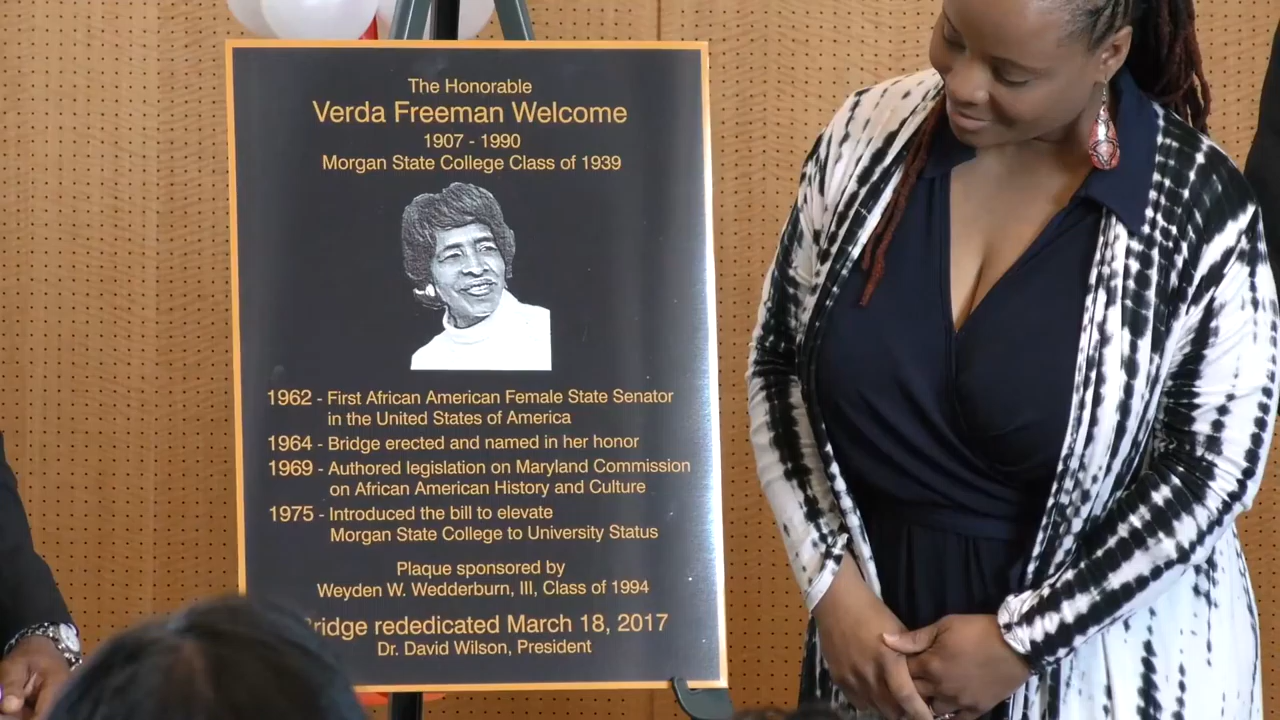 The Honorable
Verda Freeman Welcome
1907 - 1990
Morgan State College Class of 1939
1962 - First African American Female State Senator
in the United States of America
1964 - Bridge erected and named in her honor
1969 - Authored legislation on Maryland Commission
on African American History and Culture
1975 - Introduced the bill to elevate
Morgan State College to University Status
Plaque sponsored by
Weyden W. Wedderburn, III, Class of 1994
Bridge rededicated March 18, 2017
Dr. David Wilson, President